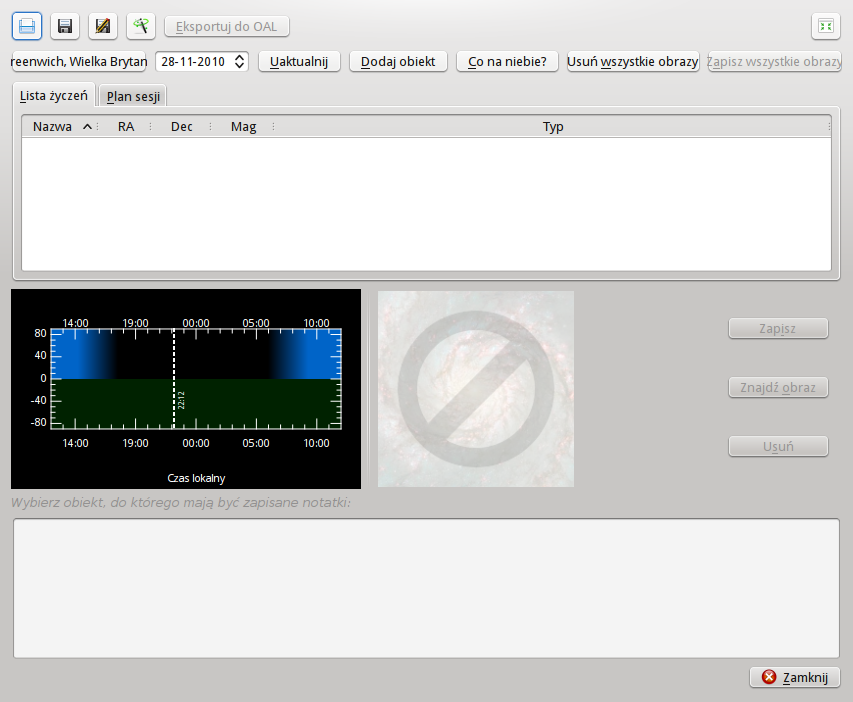 Eksportuj do OAL
reenwich, Wielka Brytan 28-11-2010 Uaktualnij Dodaj obiekt Co na niebie? Usuń wszystkie obrazy Zapisz wszystkie obrazy
Lista życzeń Plan sesji
Nazwa RA Dec Mag Typ
14:00 19:00 00:00 05:00 10:00
80
40
0
-40
-80
22:12
14:00 19:00 00:00 05:00 10:00
Czas lokalny
Zapisz
Znajdź obraz
Usuń
Wybierz obiekt, do którego mają być zapisane notatki:
Zamknij